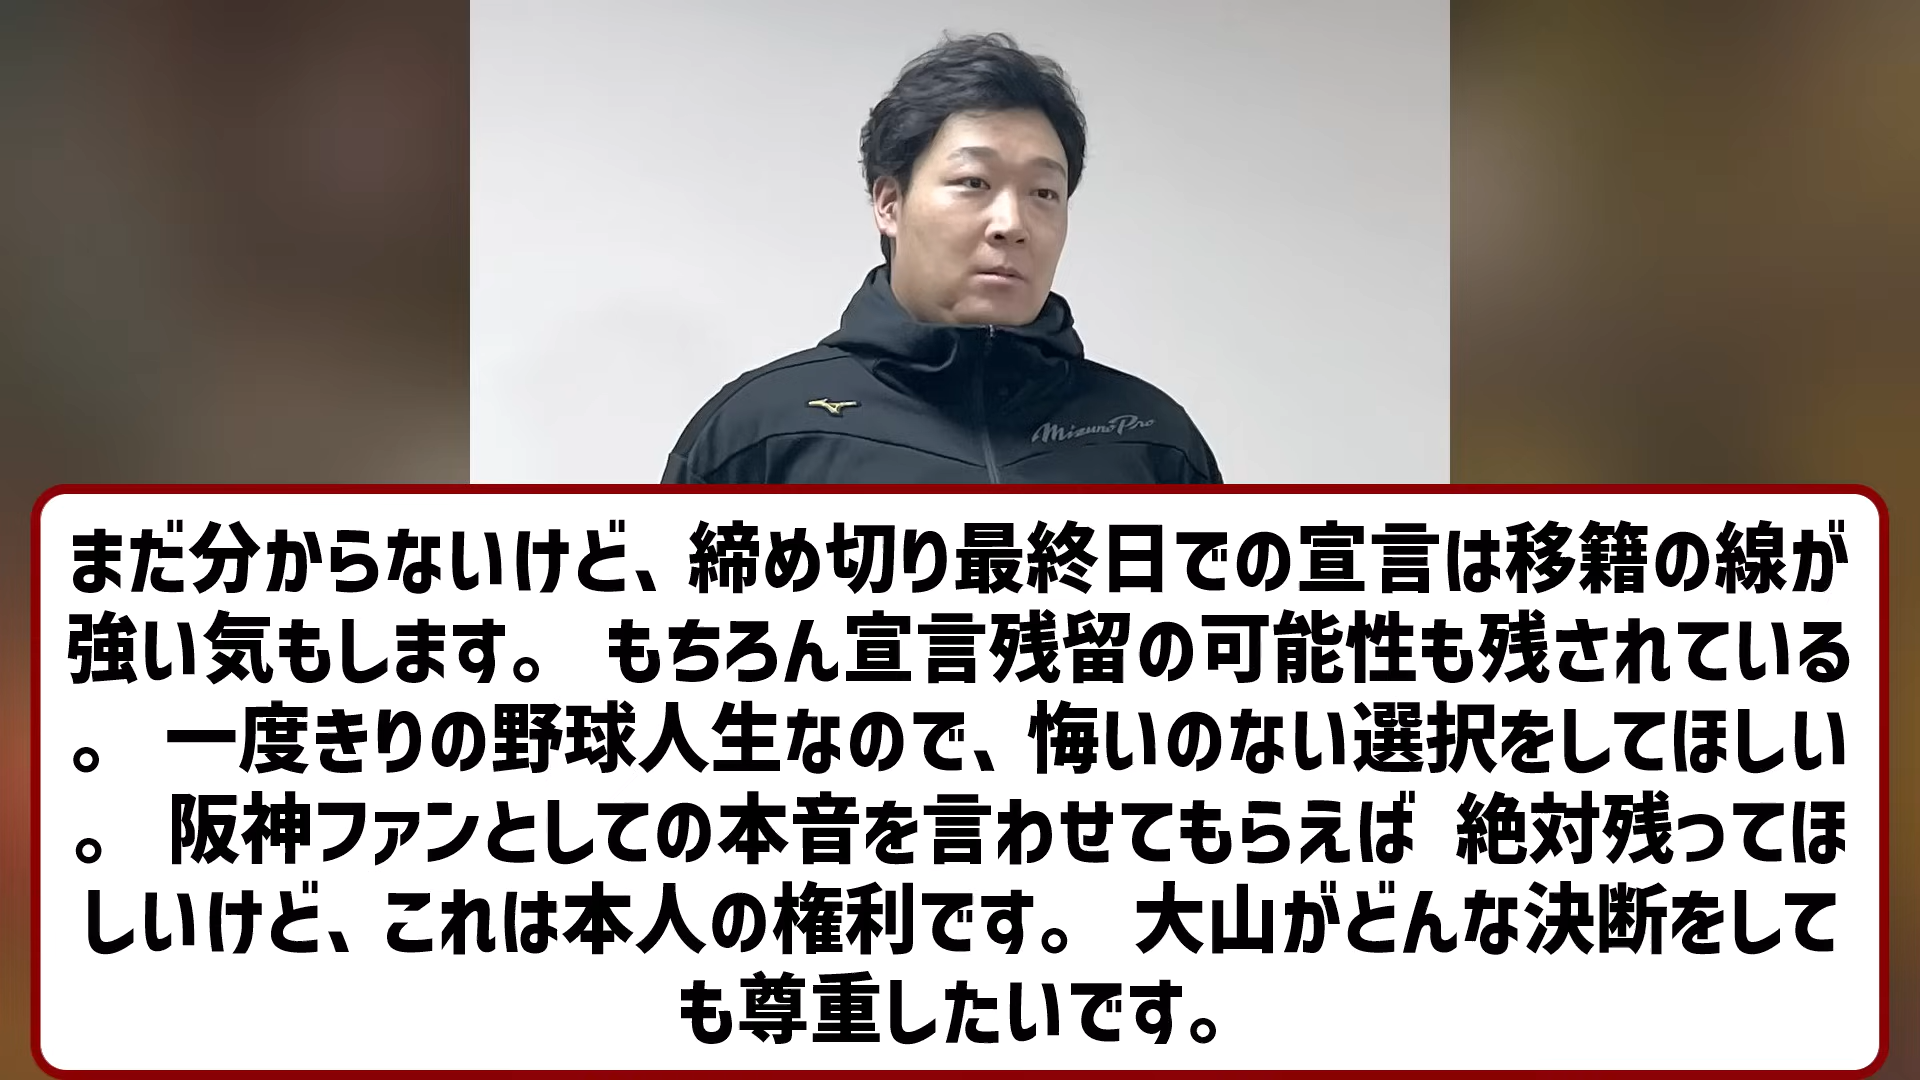 Mizuno Pro
まだ分からないけど、締め切り最終日での宣言は移籍の線が
強い気もします。 もちろん宣言残留の可能性も残されている
。 一度きりの野球人生なので、悔いのない選択をしてほしい
。 阪神ファンとしての本音を言わせてもらえば 絶対残ってほ
しいけど、これは本人の権利です。 大山がどんな決断をして
も尊重したいです。